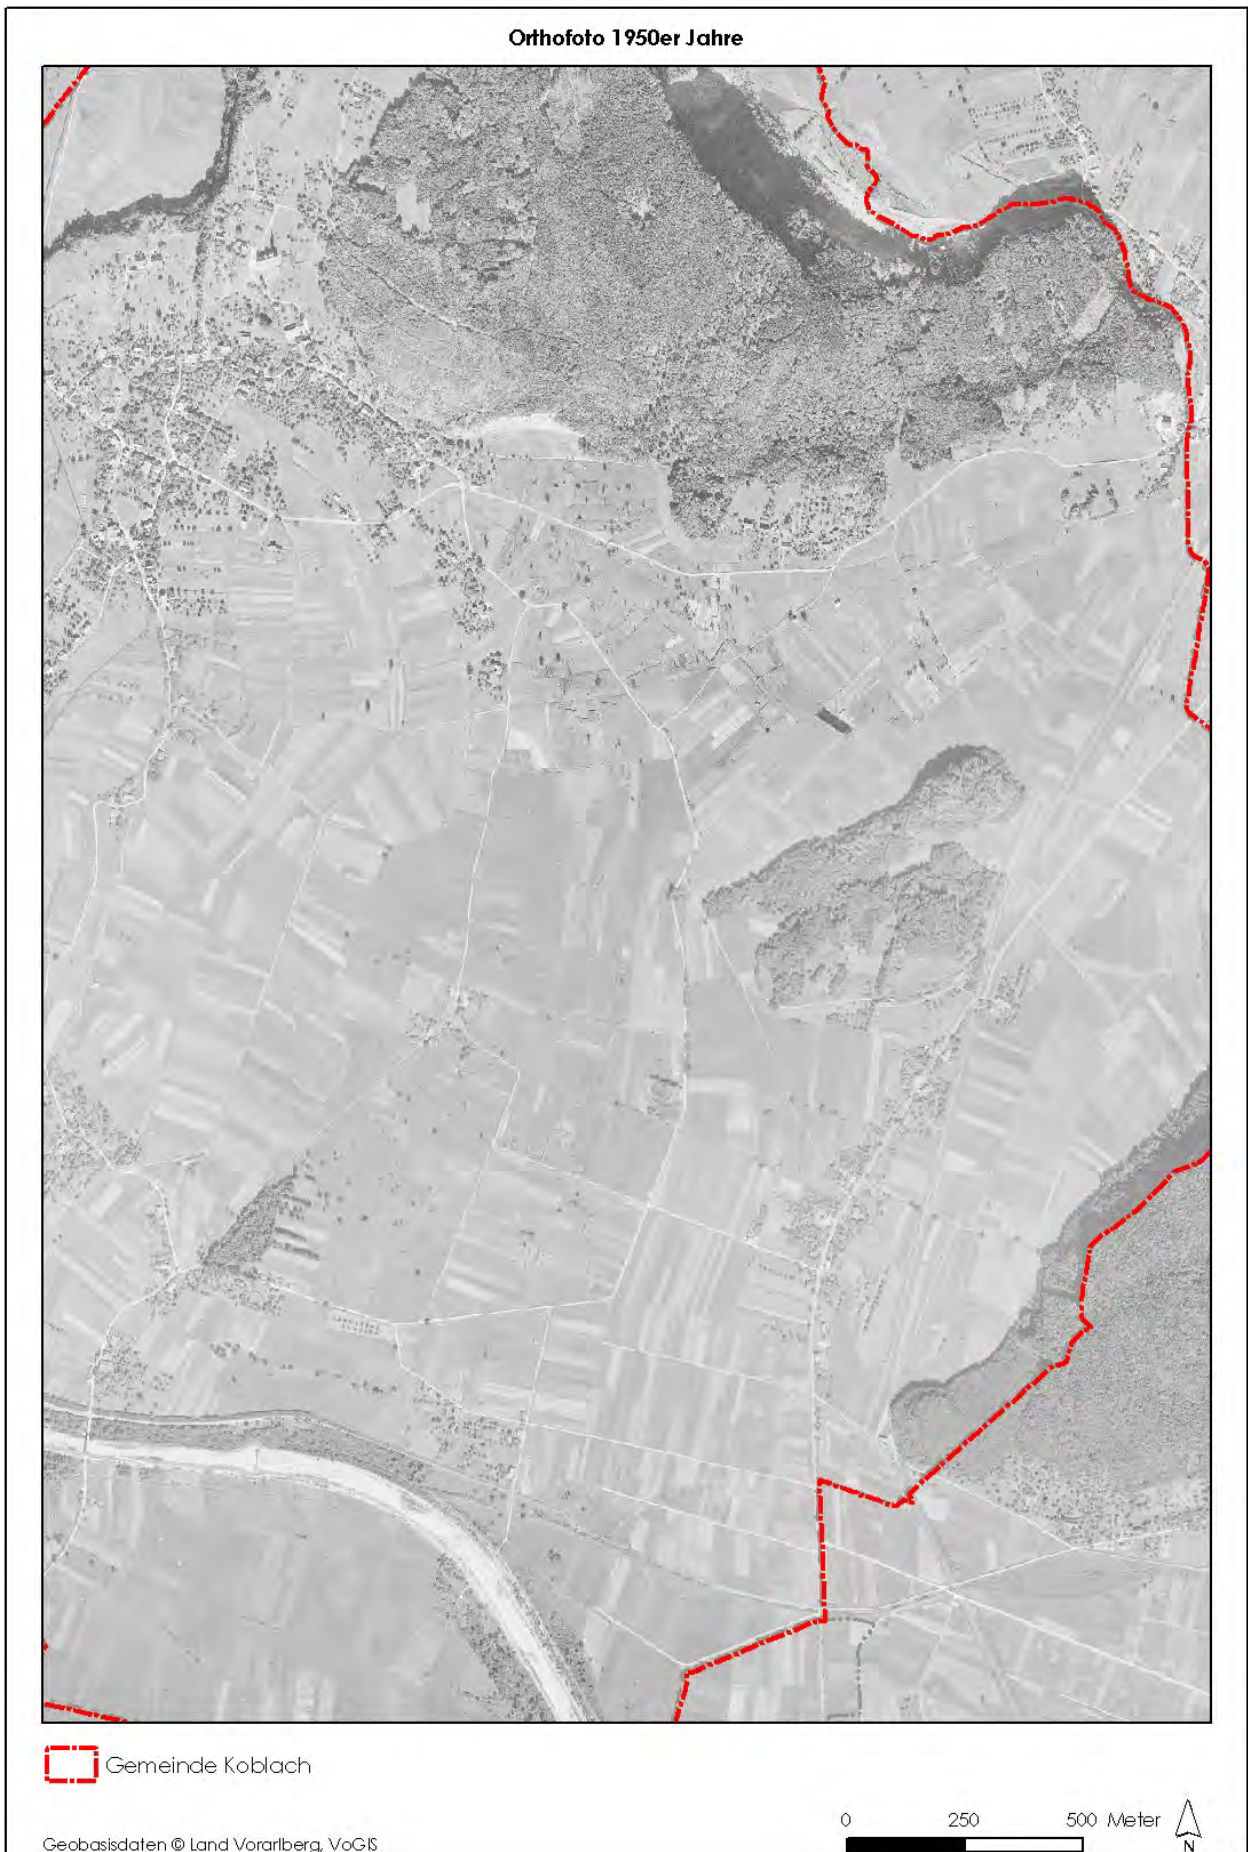 Orthofoto 1950er Jahre
Gemeinde Koblach
0 250 500 Meter
N
Geobasisdaten © Land Vorarlberg, VoGIS